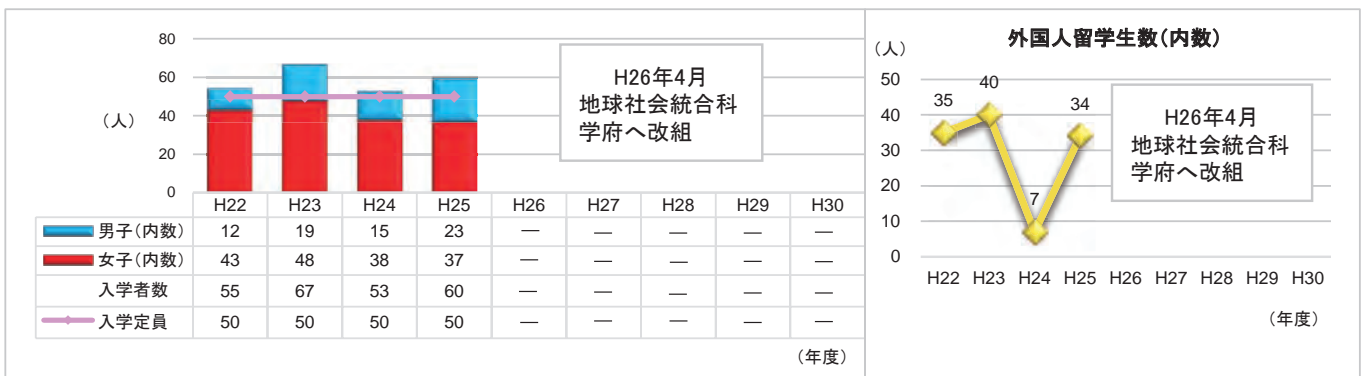 80
60
40
20
0
（人）
H26年4月
地球社会統合科
学府へ改組
H22 H23 H24 H25 H26 H27 H28 H29 H30
男子（内数） 12 19 15 23 — — — — —
女子（内数） 43 48 38 37 — — — — —
入学者数 55 67 53 60 — — — — —
入学定員 50 50 50 50 — — — — —
（年度）
外国人留学生数（内数）
（人）
50
40
30
20
10
0
35
40
7
34
H26年4月
地球社会統合科
学府へ改組
H22 H23 H24 H25 H26 H27 H28 H29 H30
（年度）